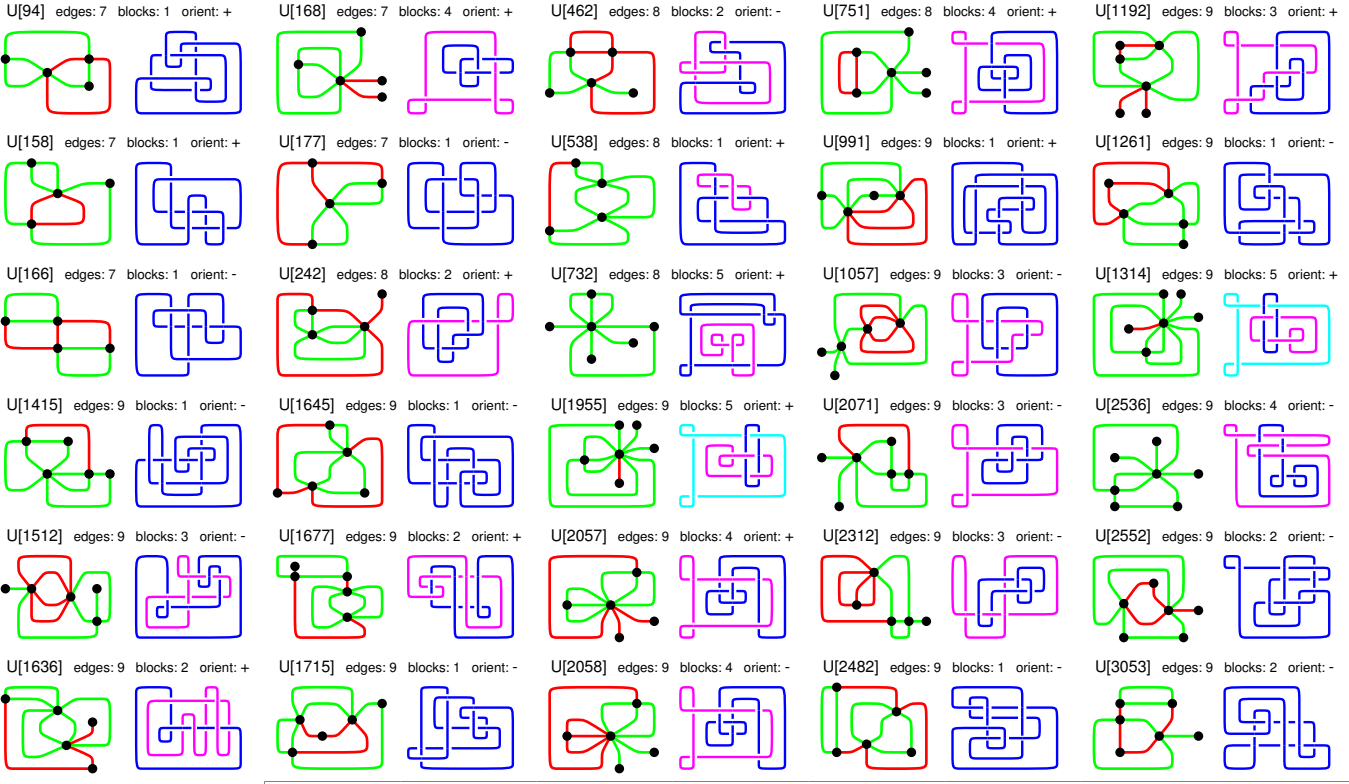 U[94] edges: 7 blocks: 1 orient: +
U[168] edges: 7 blocks: 4 orient: +
U[462] edges: 8 blocks: 2 orient: -
U[751] edges: 8 blocks: 4 orient: +
U[1192] edges: 9 blocks: 3 orient: +
U[158] edges: 7 blocks: 1 orient: +
U[177] edges: 7 blocks: 1 orient: -
U[538] edges: 8 blocks: 1 orient: +
U[991] edges: 9 blocks: 1 orient: +
U[1261] edges: 9 blocks: 1 orient: -
U[166] edges: 7 blocks: 1 orient: -
U[242] edges: 8 blocks: 2 orient: +
U[732] edges: 8 blocks: 5 orient: +
U[1057] edges: 9 blocks: 3 orient: -
U[1314] edges: 9 blocks: 5 orient: +
U[1415] edges: 9 blocks: 1 orient: -
U[1645] edges: 9 blocks: 1 orient: -
U[1955] edges: 9 blocks: 5 orient: +
U[2071] edges: 9 blocks: 3 orient: -
U[2536] edges: 9 blocks: 4 orient: -
U[1512] edges: 9 blocks: 3 orient: -
U[1677] edges: 9 blocks: 2 orient: +
U[2057] edges: 9 blocks: 4 orient: +
U[2312] edges: 9 blocks: 3 orient: -
U[2552] edges: 9 blocks: 2 orient: -
U[1636] edges: 9 blocks: 2 orient: +
U[1715] edges: 9 blocks: 1 orient: -
U[2058] edges: 9 blocks: 4 orient: -
U[2482] edges: 9 blocks: 1 orient: -
U[3053] edges: 9 blocks: 2 orient: -